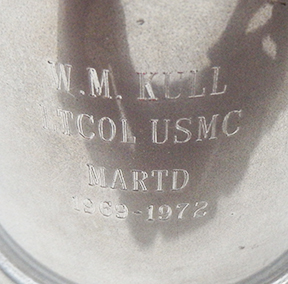 W.M. KULL
LTCOL USMC
MARTD
1969-1972